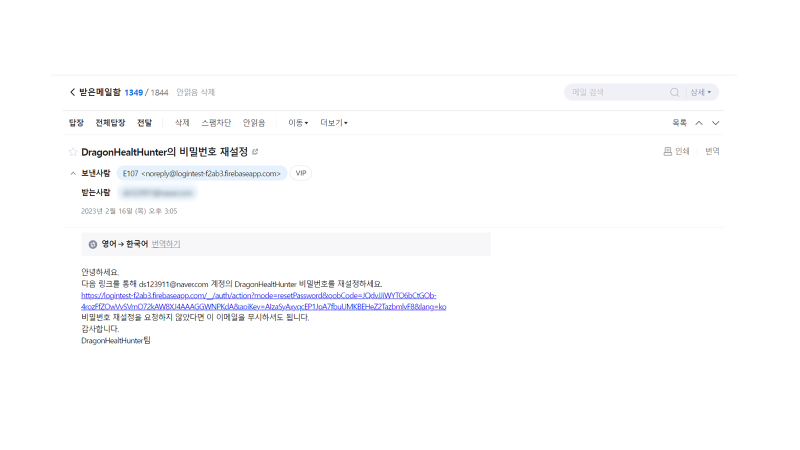 받은메일함 1349 / 1844 안읽음 삭제
메일 검색 상세
답장 전체답장 전달 삭제 스팸차단 안읽음 이동 더보기 목록
DragonHealtHunter의 비밀번호 재설정 인쇄 번역
보낸사람 E107 <noreply@logintest-f2ab3.firebaseapp.com> VIP
받는사람
2023년 2월 16일 (목) 오후 3:05
영어 → 한국어 번역하기
안녕하세요.
다음 링크를 통해 ds123911@naver.com 계정의 DragonHealtHunter 비밀번호를 재설정하세요.
https://logintest-f2ab3.firebaseapp.com/__/auth/action?mode=resetPassword&oobCode=
비밀번호 재설정을 요청하지 않았다면 이 이메일을 무시하셔도 됩니다.
감사합니다.
DragonHealtHunter팀